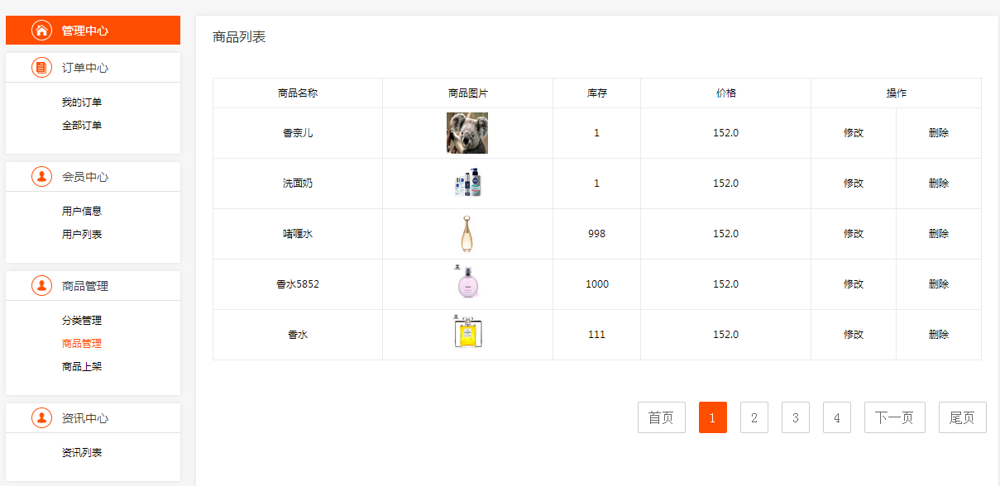 管理中心
订单中心
我的订单
全部订单
会员中心
用户信息
用户列表
商品管理
分类管理
商品管理
商品上架
资讯中心
资讯列表
商品列表
商品名称 商品图片 库存 价格 操作
香奈儿 1 152.0 修改 删除
洗面奶 1 152.0 修改 删除
啫喱水 998 152.0 修改 删除
香水5852 1000 152.0 修改 删除
香水 111 152.0 修改 删除
首页 1 2 3 4 下一页 尾页